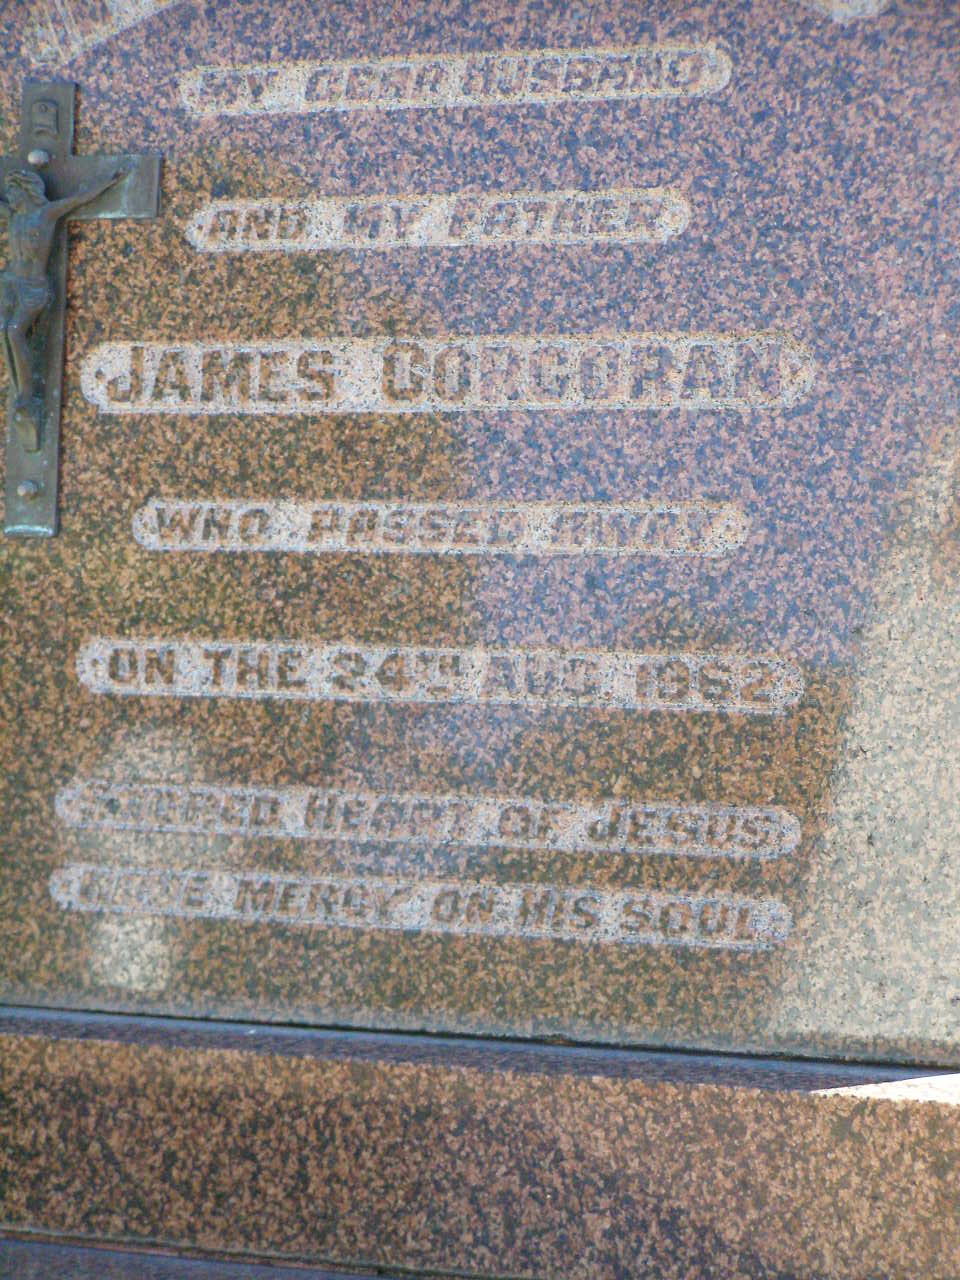 MY DEAR HUSBAND
AND MY FATHER
JAMES CORCORAN
WHO PASSED AWAY
ON THE 24TH AUG
SACRED HEART OF JESUS
HAVE MERCY ON HIS SOUL